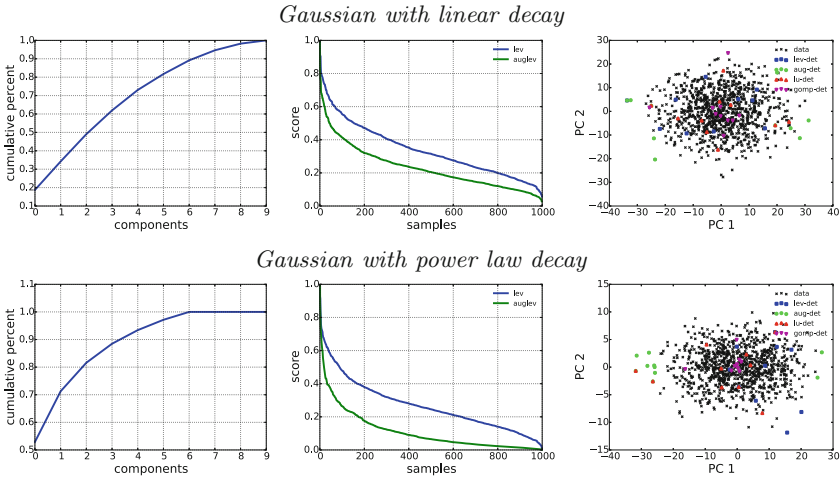 Gaussian with linear decay
cumulative percent
1.0
0.9
0.8
0.7
0.6
0.5
0.4
0.3
0.2
0.1
0 1 2 3 4 5 6 7 8 9
components
score
1.0
0.8
0.6
0.4
0.2
0.0
lev
auglev
0 200 400 600 800 1000
samples
PC 2
30
20
10
0
−10
−20
−30
−40
data
lev-det
aug-det
lu-det
gomp-det
−40 −30 −20 −10 0 10 20 30 40
PC 1
Gaussian with power law decay
cumulative percent
1.1
1.0
0.9
0.8
0.7
0.6
0.5
0 1 2 3 4 5 6 7 8 9
components
score
1.0
0.8
0.6
0.4
0.2
0.0
lev
auglev
0 200 400 600 800 1000
samples
PC 2
15
10
5
0
−5
−10
−15
data
lev-det
aug-det
lu-det
gomp-det
−40 −30 −20 −10 0 10 20 30
PC 1